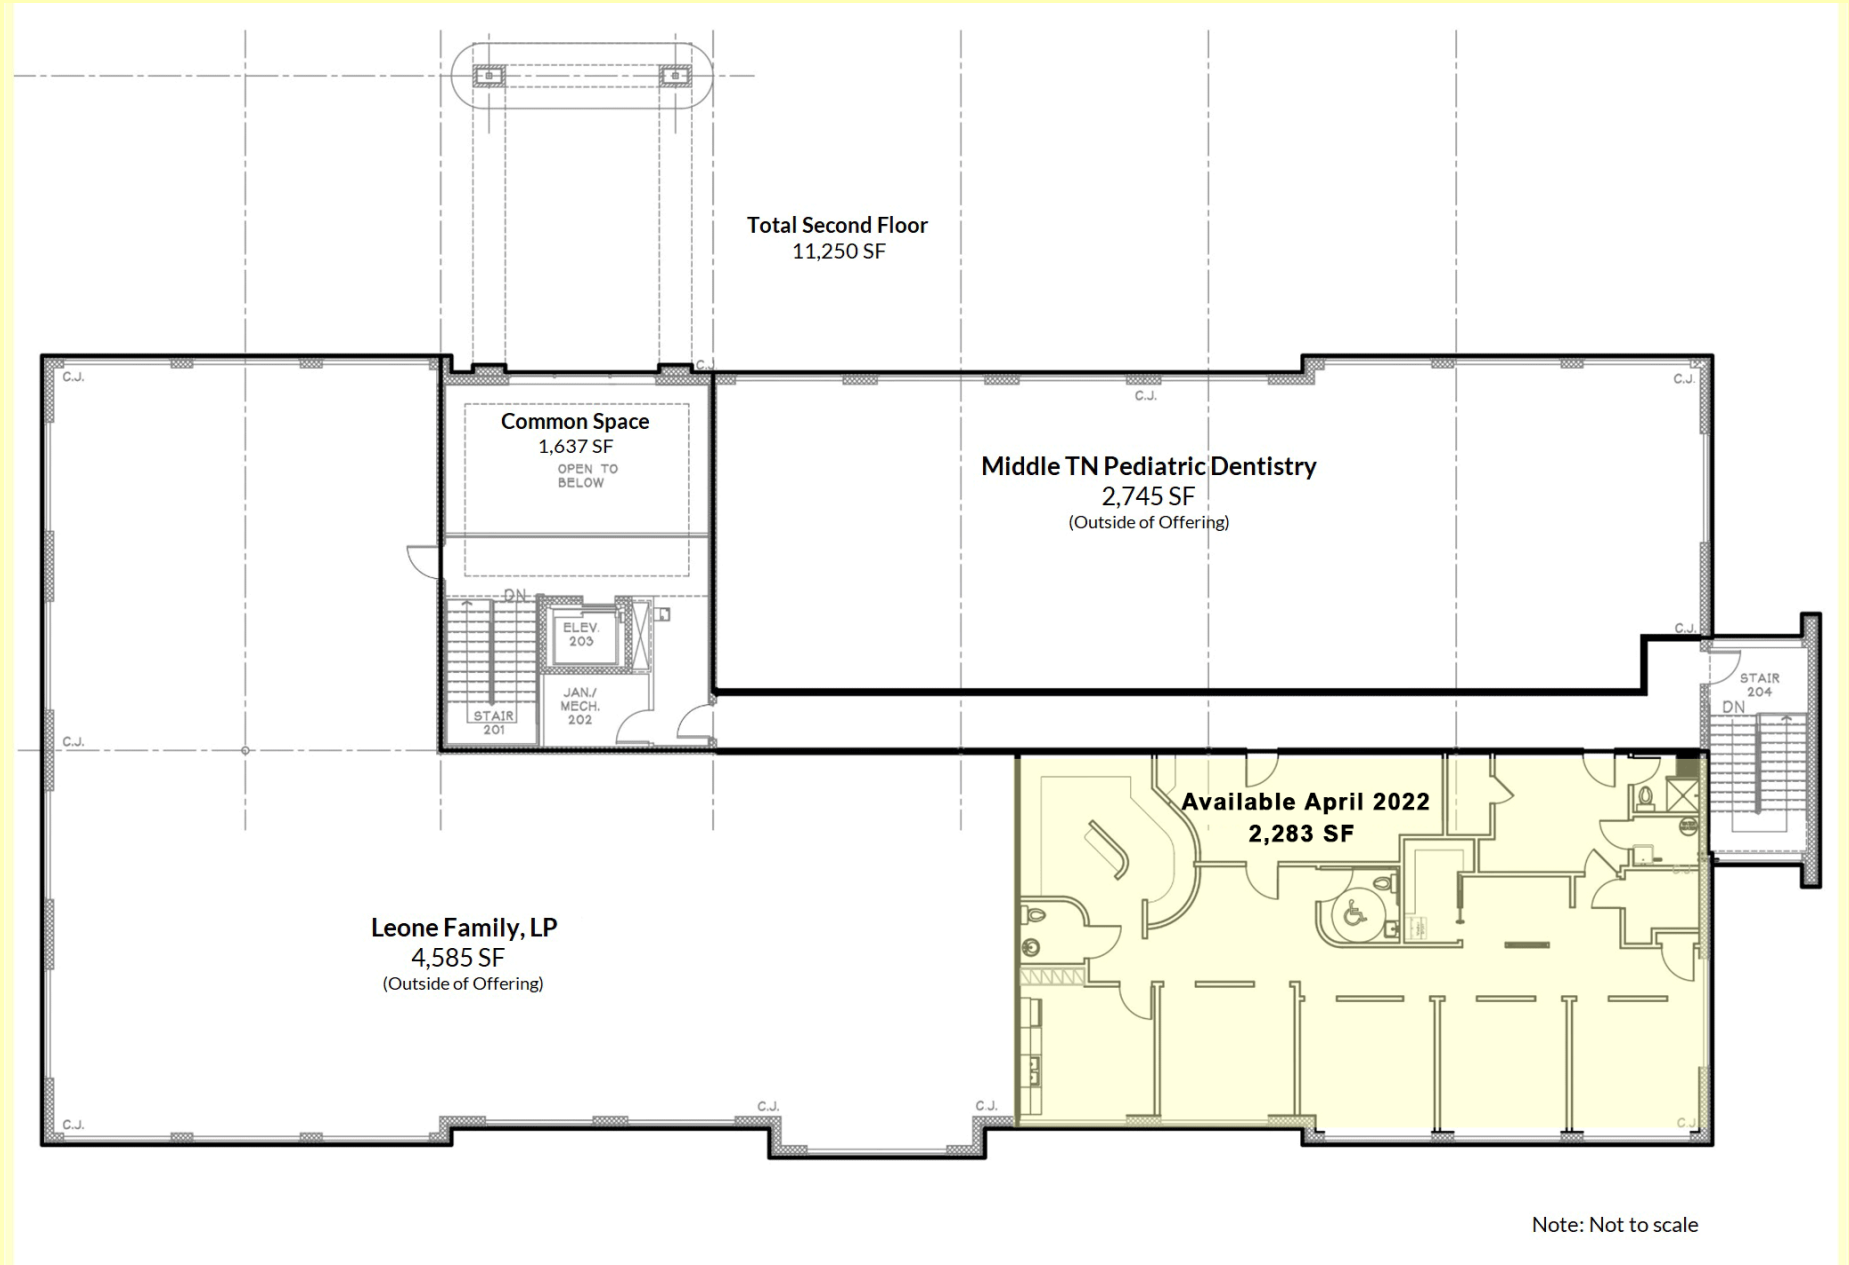 Total Second Floor
11,250 SF
C.J.
C.J.
C.J.
C.J.
Common Space
1,637 SF
OPEN TO
BELOW
Middle TN Pediatric Dentistry
2,745 SF
(Outside of Offering)
DN
ELEV.
203
C.J.
JAN./
MECH.
202
STAIR
201
STAIR
204
DN
C.J.
Available April 2022
2,283 SF
C.J.
Leone Family, LP
4,585 SF
(Outside of Offering)
C.J.
C.J.
C.J.
C.J.
Note: Not to scale